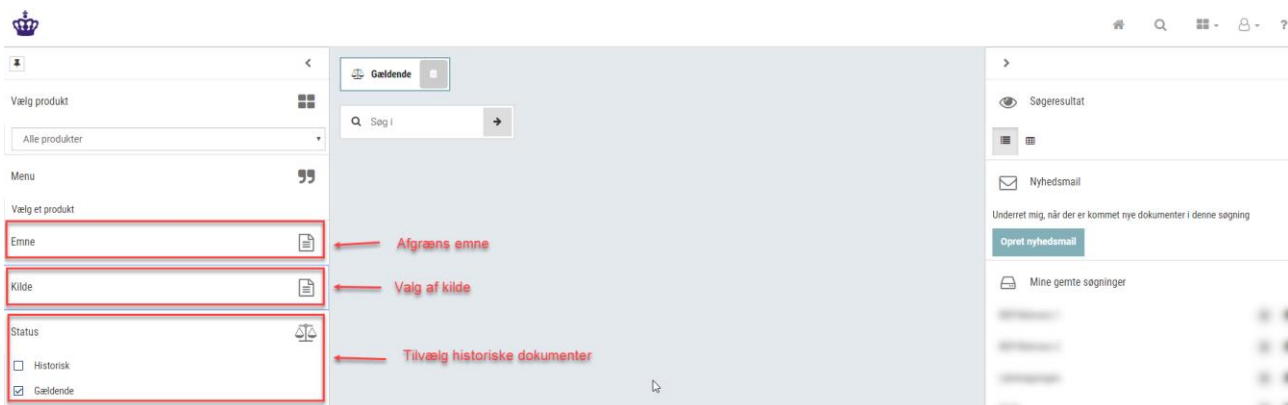 ?
Vælg produkt
Alle produkter
Menu
Vælg et produkt
Emne
Kilde
Status
Historisk
Gældende
Gældende
Søg i
Afgræns emne
Valg af kilde
Tilvælg historiske dokumenter
Søgeresultat
Nyhedsmail
Underret mig, når der er kommet nye dokumenter i denne søgning
Opret nyhedsmail
Mine gemte søgninger